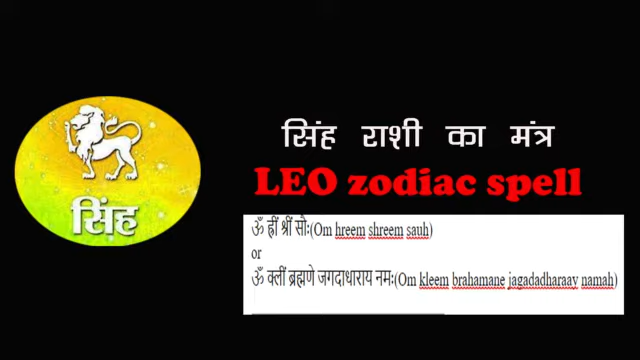 सिंह
सिंह राशी का मंत्र
LEO zodiac spell
ॐ ह्रीं श्रीं सौः(Om hreem shreem sauh)
or
ॐ क्लीं ब्रह्मणे जगदाधाराय नमः(Om kleem brahamane jagadadharaay namah)